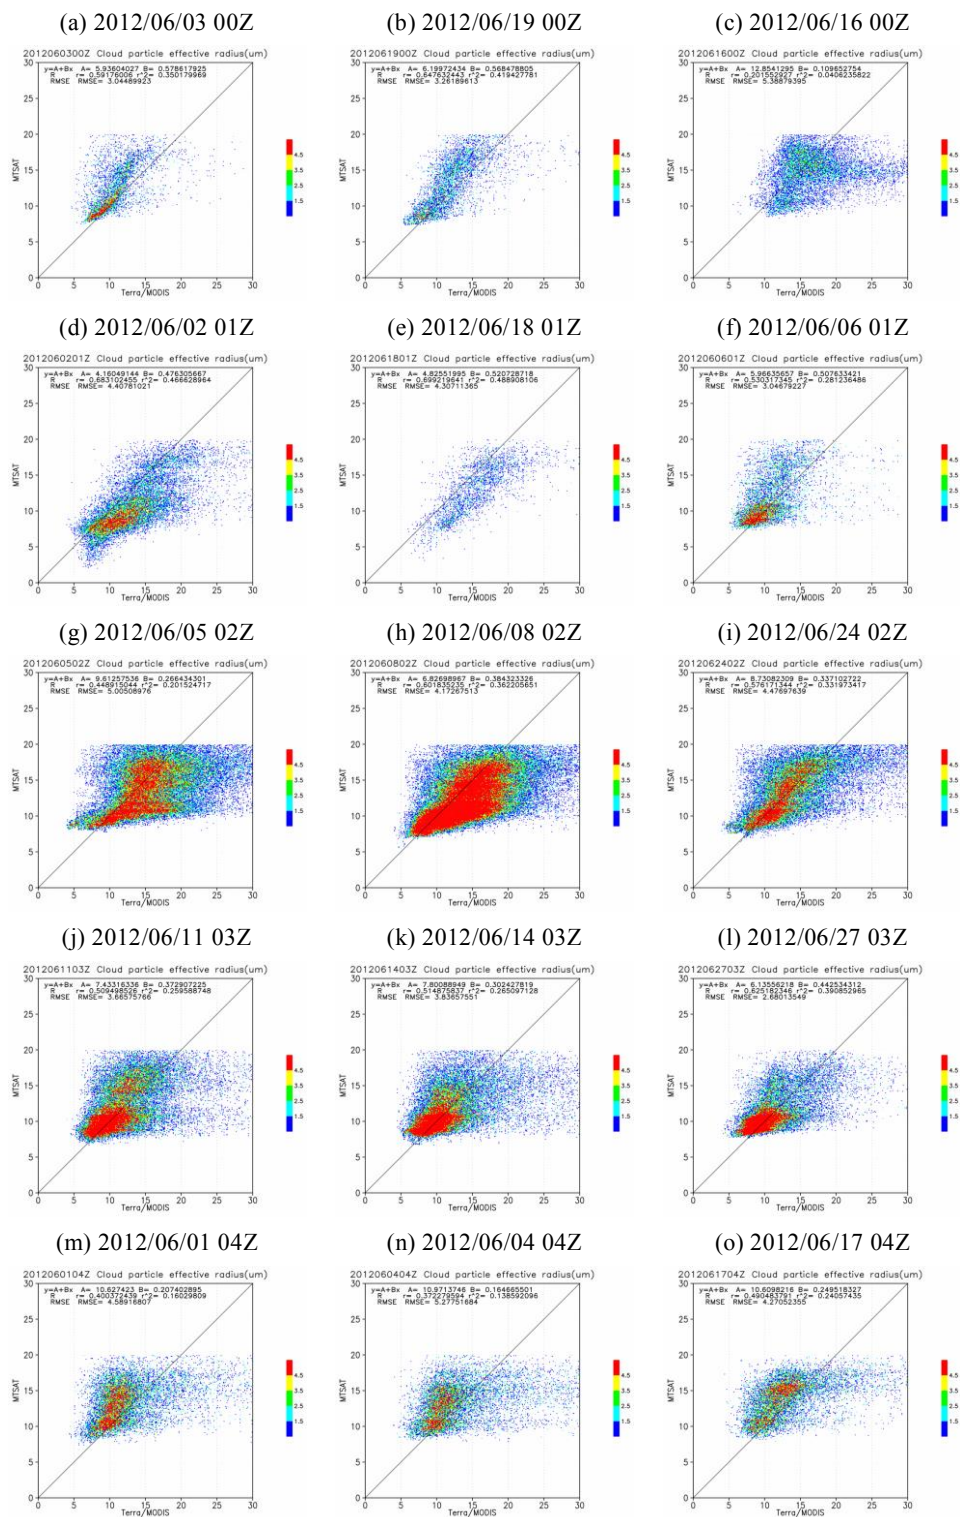 (a) 2012/06/03 00Z
(b) 2012/06/19 00Z
(c) 2012/06/16 00Z
2012060300Z Cloud particle effective radius(um)
y=A+Bx A= 5.93604027 B= 0.578617925
R r= 0.59176006 r^2= 0.350179969
RMSE RMSE= 3.04489923
2012061900Z Cloud particle effective radius(um)
y=A+Bx A= 6.19972434 B= 0.568478805
R r= 0.647632443 r^2= 0.419427781
RMSE RMSE= 3.26189613
2012061600Z Cloud particle effective radius(um)
y=A+Bx A= 12.8541295 B= 0.109652754
R r= 0.201552927 r^2= 0.0406235822
RMSE RMSE= 5.38879395
MTSAT
Terra/MODIS
(d) 2012/06/02 01Z
(e) 2012/06/18 01Z
(f) 2012/06/06 01Z
2012060201Z Cloud particle effective radius(um)
y=A+Bx A= 4.16049144 B= 0.476305667
R r= 0.683102455 r^2= 0.466628964
RMSE RMSE= 4.40761021
2012061801Z Cloud particle effective radius(um)
y=A+Bx A= 4.82551995 B= 0.520728718
R r= 0.699219641 r^2= 0.488908106
RMSE RMSE= 4.30711365
2012060601Z Cloud particle effective radius(um)
y=A+Bx A= 5.96635657 B= 0.507633421
R r= 0.530317345 r^2= 0.281236486
RMSE RMSE= 3.04679227
MTSAT
Terra/MODIS
(g) 2012/06/05 02Z
(h) 2012/06/08 02Z
(i) 2012/06/24 02Z
2012060502Z Cloud particle effective radius(um)
y=A+Bx A= 9.61257536 B= 0.266434301
R r= 0.448915044 r^2= 0.201524717
RMSE RMSE= 5.00508976
2012060802Z Cloud particle effective radius(um)
y=A+Bx A= 6.82698967 B= 0.384323326
R r= 0.601835235 r^2= 0.362205651
RMSE RMSE= 4.17267513
2012062402Z Cloud particle effective radius(um)
y=A+Bx A= 8.73082309 B= 0.337102722
R r= 0.576171344 r^2= 0.331973417
RMSE RMSE= 4.47697639
MTSAT
Terra/MODIS
(j) 2012/06/11 03Z
(k) 2012/06/14 03Z
(l) 2012/06/27 03Z
2012061103Z Cloud particle effective radius(um)
y=A+Bx A= 7.43316336 B= 0.372907225
R r= 0.509498526 r^2= 0.259588748
RMSE RMSE= 3.66575766
2012061403Z Cloud particle effective radius(um)
y=A+Bx A= 7.80088949 B= 0.302427819
R r= 0.514875837 r^2= 0.265097128
RMSE RMSE= 3.83657551
2012062703Z Cloud particle effective radius(um)
y=A+Bx A= 6.13556218 B= 0.442534312
R r= 0.625182346 r^2= 0.390852965
RMSE RMSE= 2.68013549
MTSAT
Terra/MODIS
(m) 2012/06/01 04Z
(n) 2012/06/04 04Z
(o) 2012/06/17 04Z
2012060104Z Cloud particle effective radius(um)
y=A+Bx A= 10.627423 B= 0.207402895
R r= 0.400372439 r^2= 0.16029809
RMSE RMSE= 4.58916807
2012060404Z Cloud particle effective radius(um)
y=A+Bx A= 10.9713746 B= 0.164665501
R r= 0.372279594 r^2= 0.138592096
RMSE RMSE= 5.27751684
2012061704Z Cloud particle effective radius(um)
y=A+Bx A= 10.6098216 B= 0.249518327
R r= 0.490483791 r^2= 0.24057435
RMSE RMSE= 4.27052355
MTSAT
Terra/MODIS